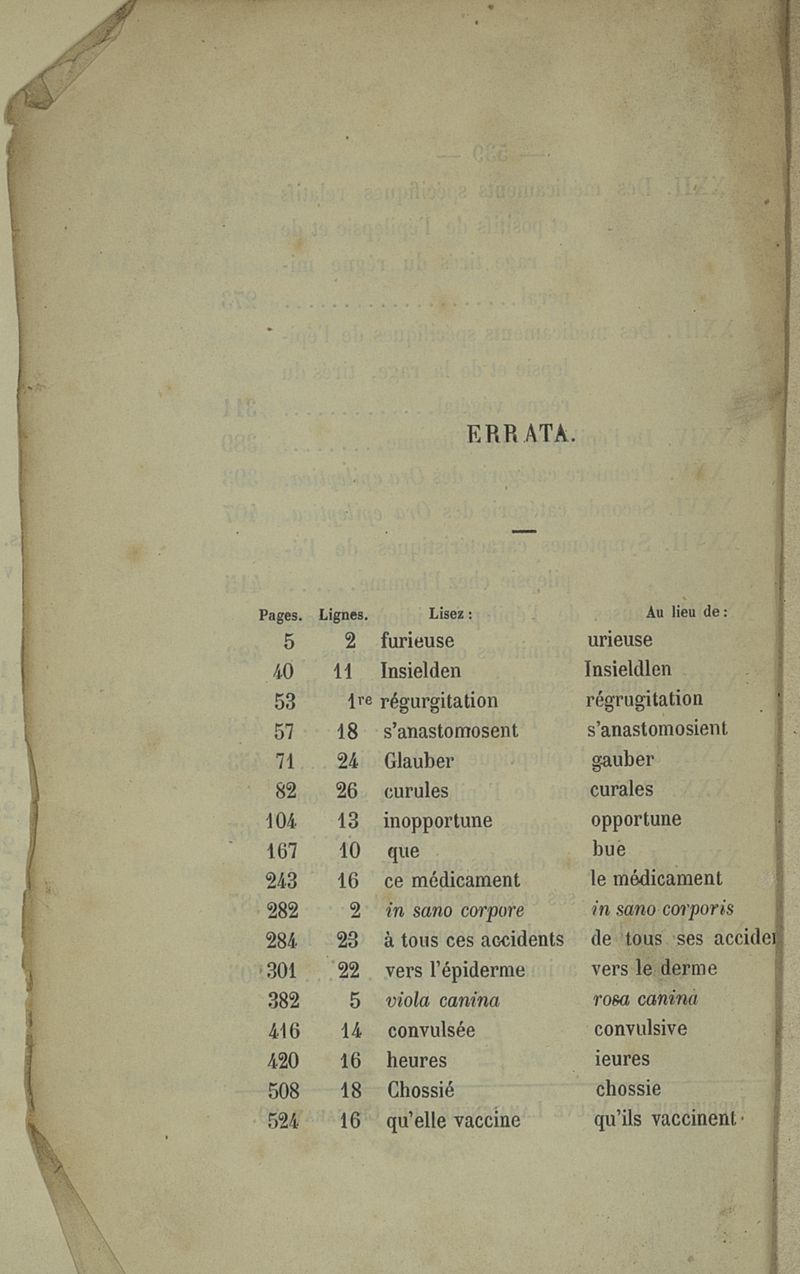 ERRATA.
Pages. Lignes. Lisez : Au lieu de :
5 2 furieuse urieuse
40 11 Insielden Insieldlen
53 1re régurgitation régrugitation
57 18 s'anastomosent s'anastomosient
71 24 Glauber gauber
82 26 curules curales
104 13 inopportune opportune
167 10 que bue
243 16 ce médicament le médicament
282 2 in sano corpore in sano corporis
284 23 à tous ces accidents de tous ses
301 22 vers l'épiderme vers le derme
382 5 viola canina rosa canina
416 14 convulsée convulsive
420 16 heures ieures
508 18 Chossié chossie
524 16 qu'elle vaccine qu'ils vaccinent